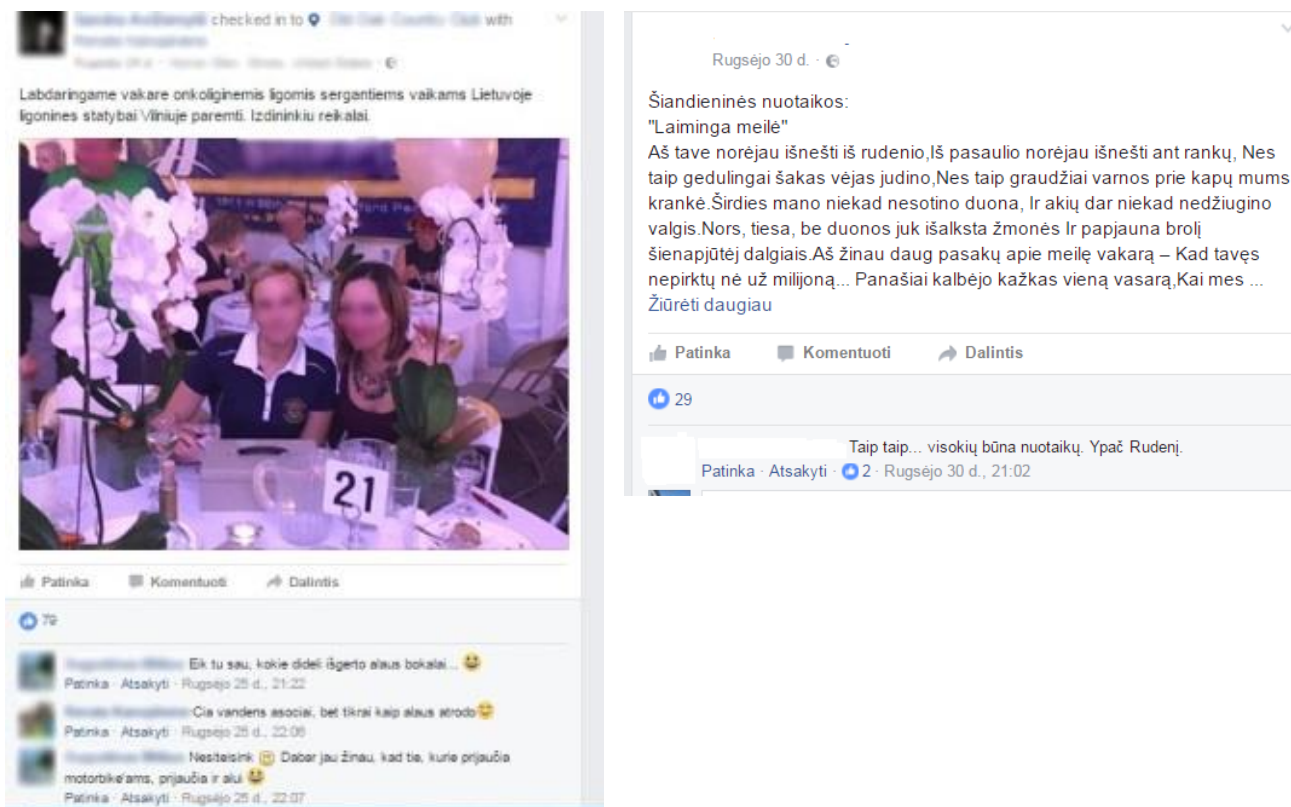 checked in to with
Labdaringame vakare onkoliginemis ligomis sergantiems vaikams Lietuvoje
ligonines statybai Vilniuje paremti. Izdininkiu reikalai.
21
Patinka Komentuoti Dalintis
79
Eik tu sau, kokie dideli išgerto alaus bokalai...
Patinka · Atsakyti · Rugsėjo 25 d., 21:22
Cia vandens asociai, bet tikrai kaip alaus atrodo
Patinka · Atsakyti · Rugsėjo 25 d., 22:06
Nesiteisink Dabar jau žinau, kad tie, kurie prijaučia
motorbike'ams, prijaučia ir alui
Patinka · Atsakyti · Rugsėjo 25 d., 22:07
Rugsėjo 30 d. ·
Šiandieninės nuotaikos:
"Laiminga meilė"
Aš tave norėjau išnešti iš rudenio,Iš pasaulio norėjau išnešti ant rankų, Nes
taip gedulingai šakas vėjas judino,Nes taip graudžiai varnos prie kapų mums
krankė.Širdies mano niekad nesotino duona, Ir akių dar niekad nedžiugino
valgis.Nors, tiesa, be duonos juk išalksta žmonės Ir papjauna brolį
šienapjūtėj dalgiais.Aš žinau daug pasakų apie meilę vakarą – Kad tavęs
nepirktų nė už milijoną... Panašiai kalbėjo kažkas vieną vasarą,Kai mes ...
Žiūrėti daugiau
Patinka Komentuoti Dalintis
29
Taip taip... visokių būna nuotaikų. Ypač Rudenį.
Patinka · Atsakyti · 2 · Rugsėjo 30 d., 21:02